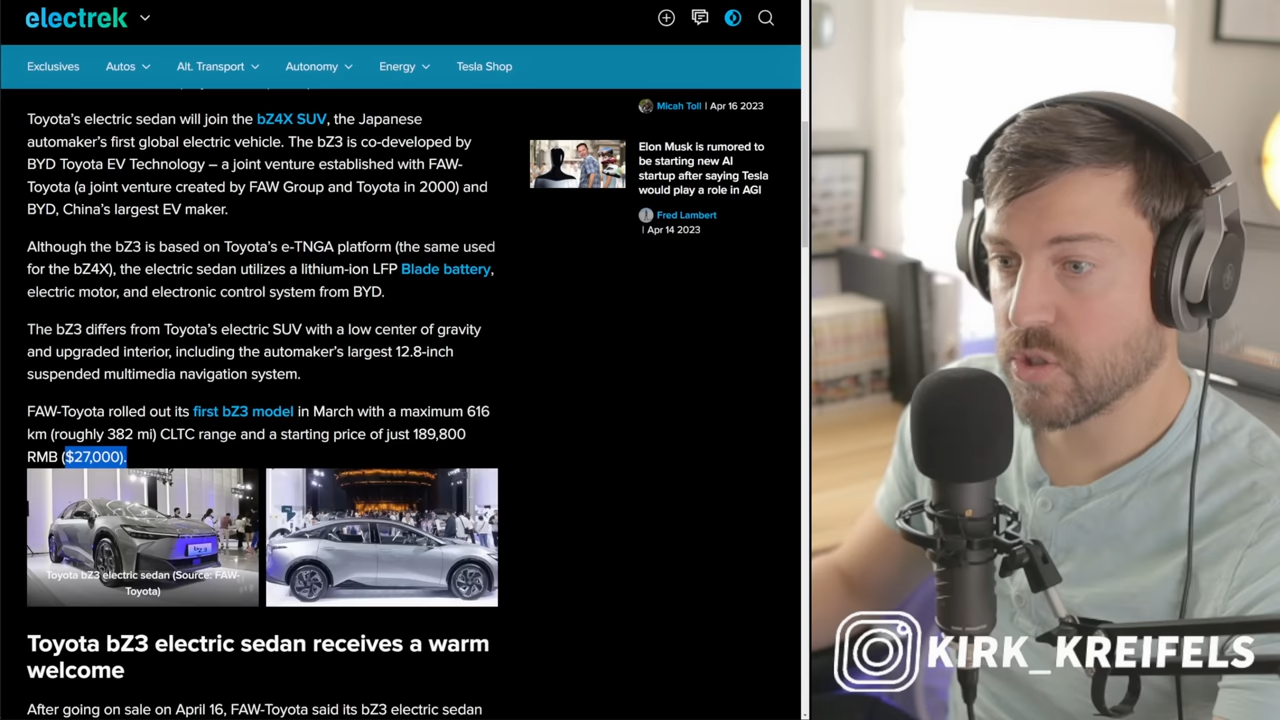 electrek
Exclusives Autos Alt. Transport Autonomy Energy Tesla Shop
Toyota's electric sedan will join the bZ4X SUV, the Japanese
automaker's first global electric vehicle. The bZ3 is co-developed by
BYD Toyota EV Technology – a joint venture established with FAW-
Toyota (a joint venture created by FAW Group and Toyota in 2000) and
BYD, China's largest EV maker.
Although the bZ3 is based on Toyota's e-TNGA platform (the same used
for the bZ4X), the electric sedan utilizes a lithium-ion LFP Blade battery,
electric motor, and electronic control system from BYD.
The bZ3 differs from Toyota's electric SUV with a low center of gravity
and upgraded interior, including the automaker's largest 12.8-inch
suspended multimedia navigation system.
FAW-Toyota rolled out its first bZ3 model in March with a maximum 616
km (roughly 382 mi) CLTC range and a starting price of just 189,800
RMB ($27,000).
bZ3
Toyota bZ3 electric sedan (Source: FAW-
Toyota)
Toyota bZ3 electric sedan receives a warm
welcome
After going on sale on April 16, FAW-Toyota said its bZ3 electric sedan
Micah Toll | Apr 16 2023
Elon Musk is rumored to
be starting new AI
startup after saying Tesla
would play a role in AGI
Fred Lambert
| Apr 14 2023
KIRK_KREIFELS